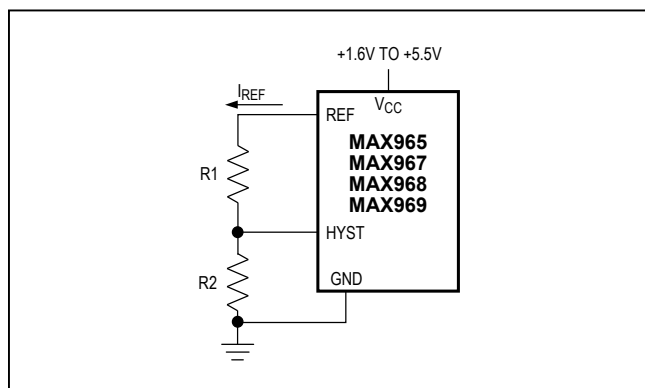 +1.6V TO +5.5V
IREF
VCC
REF
MAX965
MAX967
MAX968
MAX969
R1
HYST
GND
R2